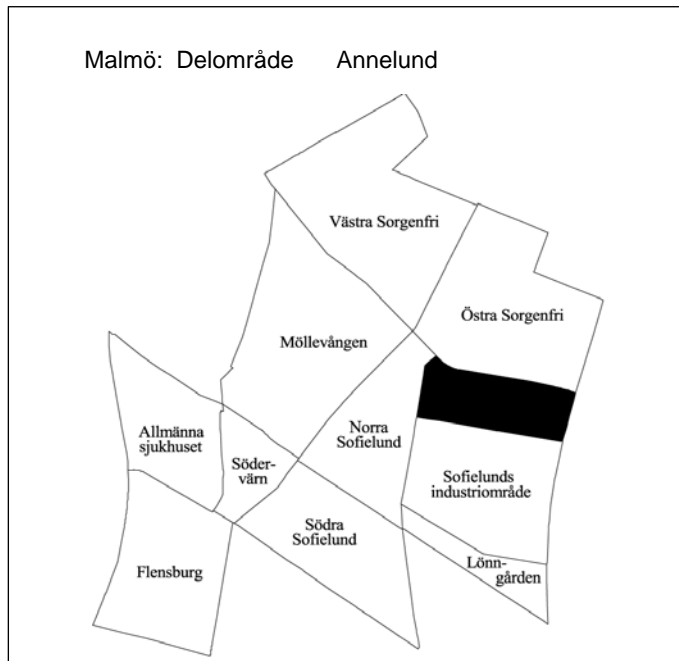 Malmö: Delområde Annelund
Västra Sorgenfri
Östra Sorgenfri
Möllevången
Allmänna
sjukhuset
Söder-
värn
Norra
Sofielund
Sofielunds
industriområde
Södra
Sofielund
Lönn-
gården
Flensburg